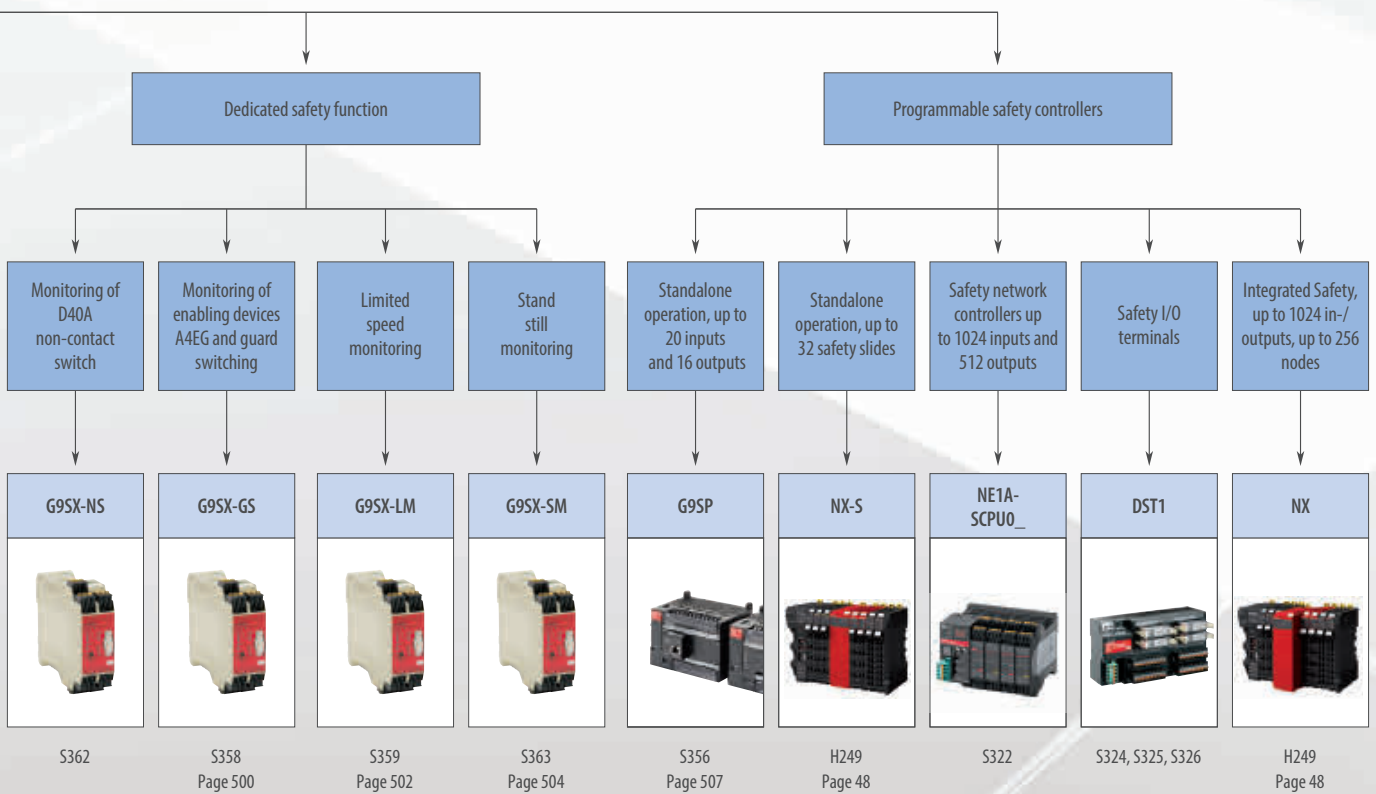 Dedicated safety function
Programmable safety controllers
Monitoring of
D40A
non-contact
switch
Monitoring of
enabling devices
A4EG and guard
switching
Limited
speed
monitoring
Stand
still
monitoring
Standalone
operation, up to
20 inputs
and 16 outputs
Standalone
operation, up to
32 safety slides
Safety network
controllers up
to 1024 inputs and
512 outputs
Safety I/O
terminals
Integrated Safety,
up to 1024 in-/
outputs, up to 256
nodes
G9SX-NS
G9SX-GS
G9SX-LM
G9SX-SM
G9SP
NX-S
NE1A-
SCPU0_
DST1
NX
S362
S358
Page 500
S359
Page 502
S363
Page 504
S356
Page 507
H249
Page 48
S322
S324, S325, S326
H249
Page 48